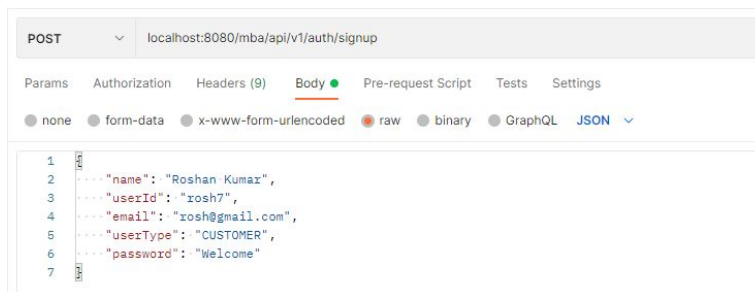 POST localhost:8080/mba/api/v1/auth/signup
Params Authorization Headers (9) Body Pre-request Script Tests Settings
none form-data x-www-form-urlencoded raw binary GraphQL JSON
1 {
2 "name": "Roshan Kumar",
3 "userId": "rosh7",
4 "email": "rosh@gmail.com",
5 "userType": "CUSTOMER",
6 "password": "Welcome"
7 }